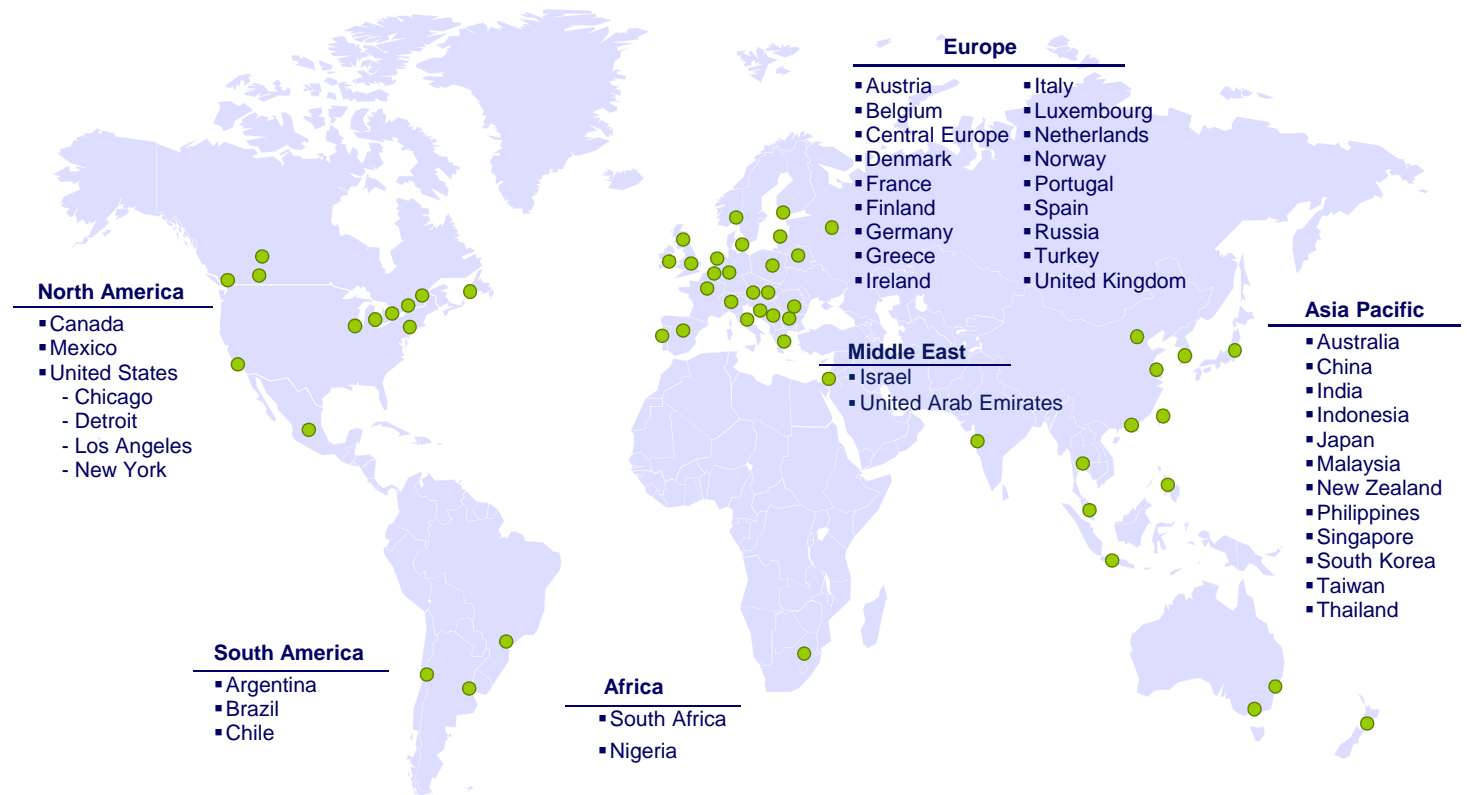 Europe
▪ Austria
▪ Belgium
▪ Central Europe
▪ Denmark
▪ France
▪ Finland
▪ Germany
▪ Greece
▪ Ireland
▪ Italy
▪ Luxembourg
▪ Netherlands
▪ Norway
▪ Portugal
▪ Spain
▪ Russia
▪ Turkey
▪ United Kingdom
North America
▪ Canada
▪ Mexico
▪ United States
- Chicago
- Detroit
- Los Angeles
- New York
Middle East
▪ Israel
▪ United Arab Emirates
Asia Pacific
▪ Australia
▪ China
▪ India
▪ Indonesia
▪ Japan
▪ Malaysia
▪ New Zealand
▪ Philippines
▪ Singapore
▪ South Korea
▪ Taiwan
▪ Thailand
South America
▪ Argentina
▪ Brazil
▪ Chile
Africa
▪ South Africa
▪ Nigeria